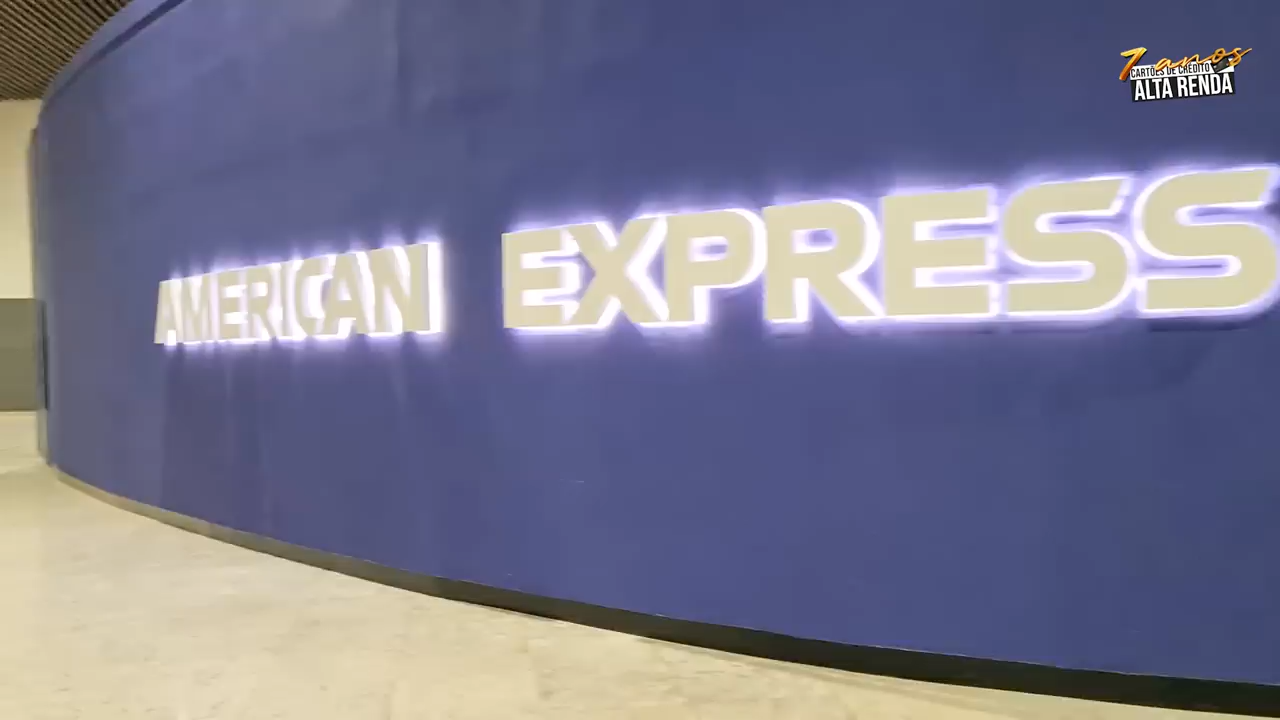 7 anos
CARTÕES DE CRÉDITO
ALTA RENDA
AMERICAN EXPRESS